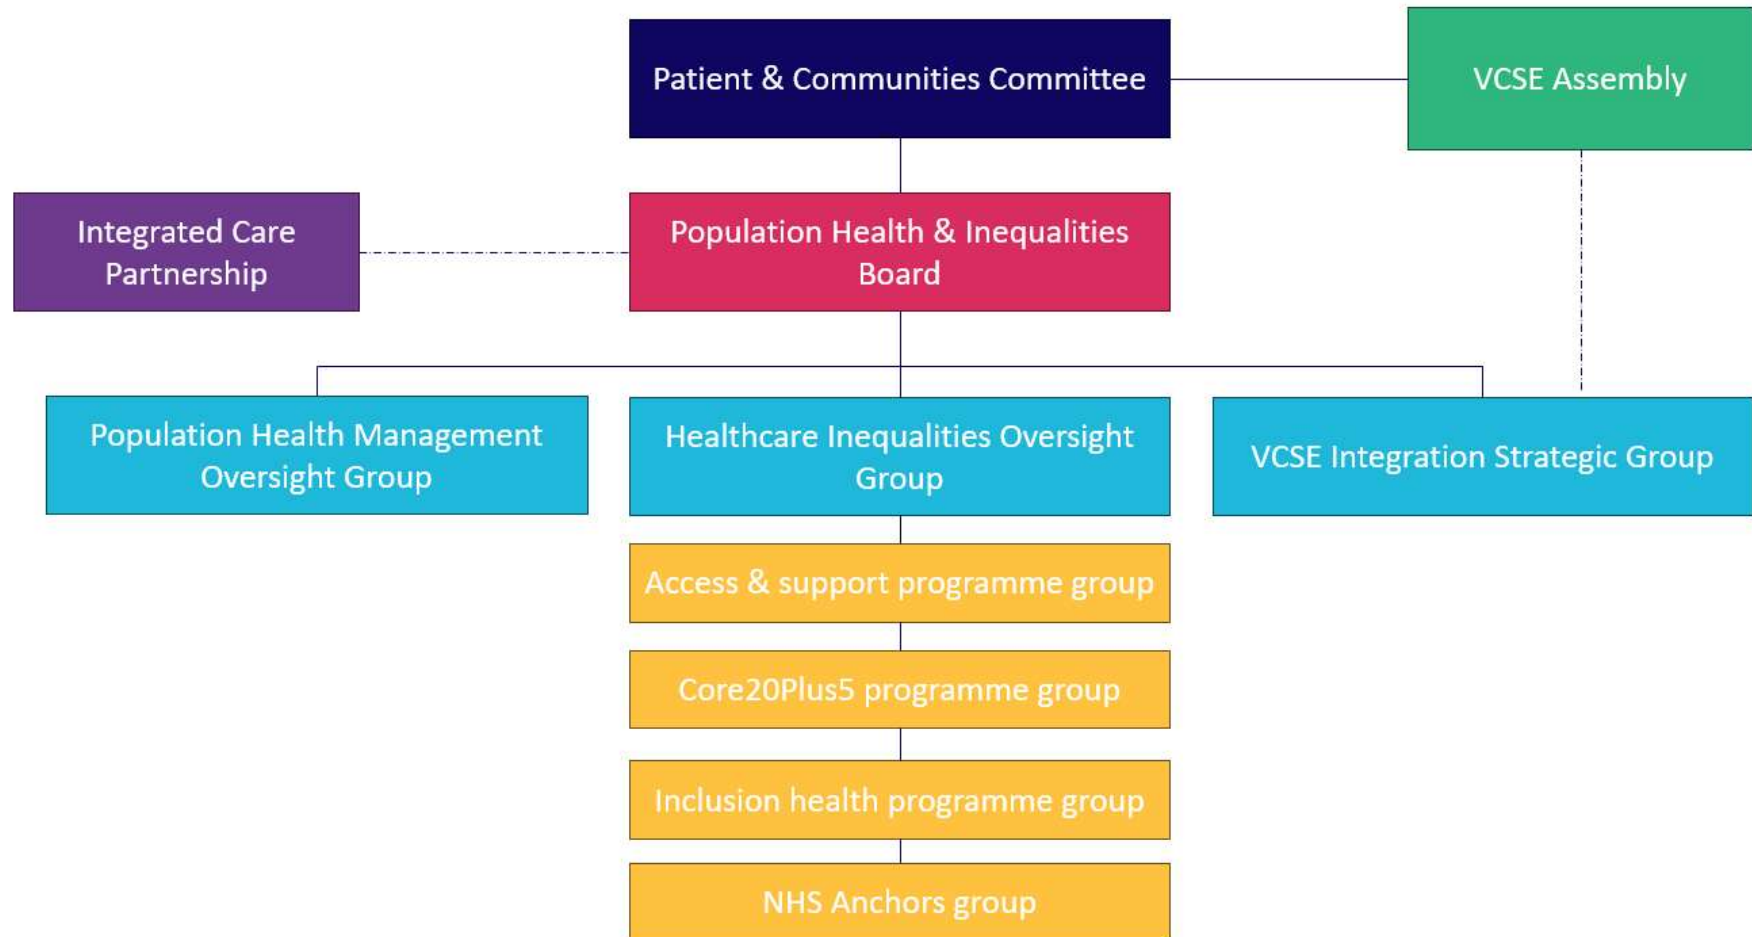 Patient & Communities Committee
VCSE Assembly
Integrated Care
Partnership
Population Health & Inequalities
Board
Population Health Management
Oversight Group
Healthcare Inequalities Oversight
Group
VCSE Integration Strategic Group
Access & support programme group
Core20Plus5 programme group
Inclusion health programme group
NHS Anchors group